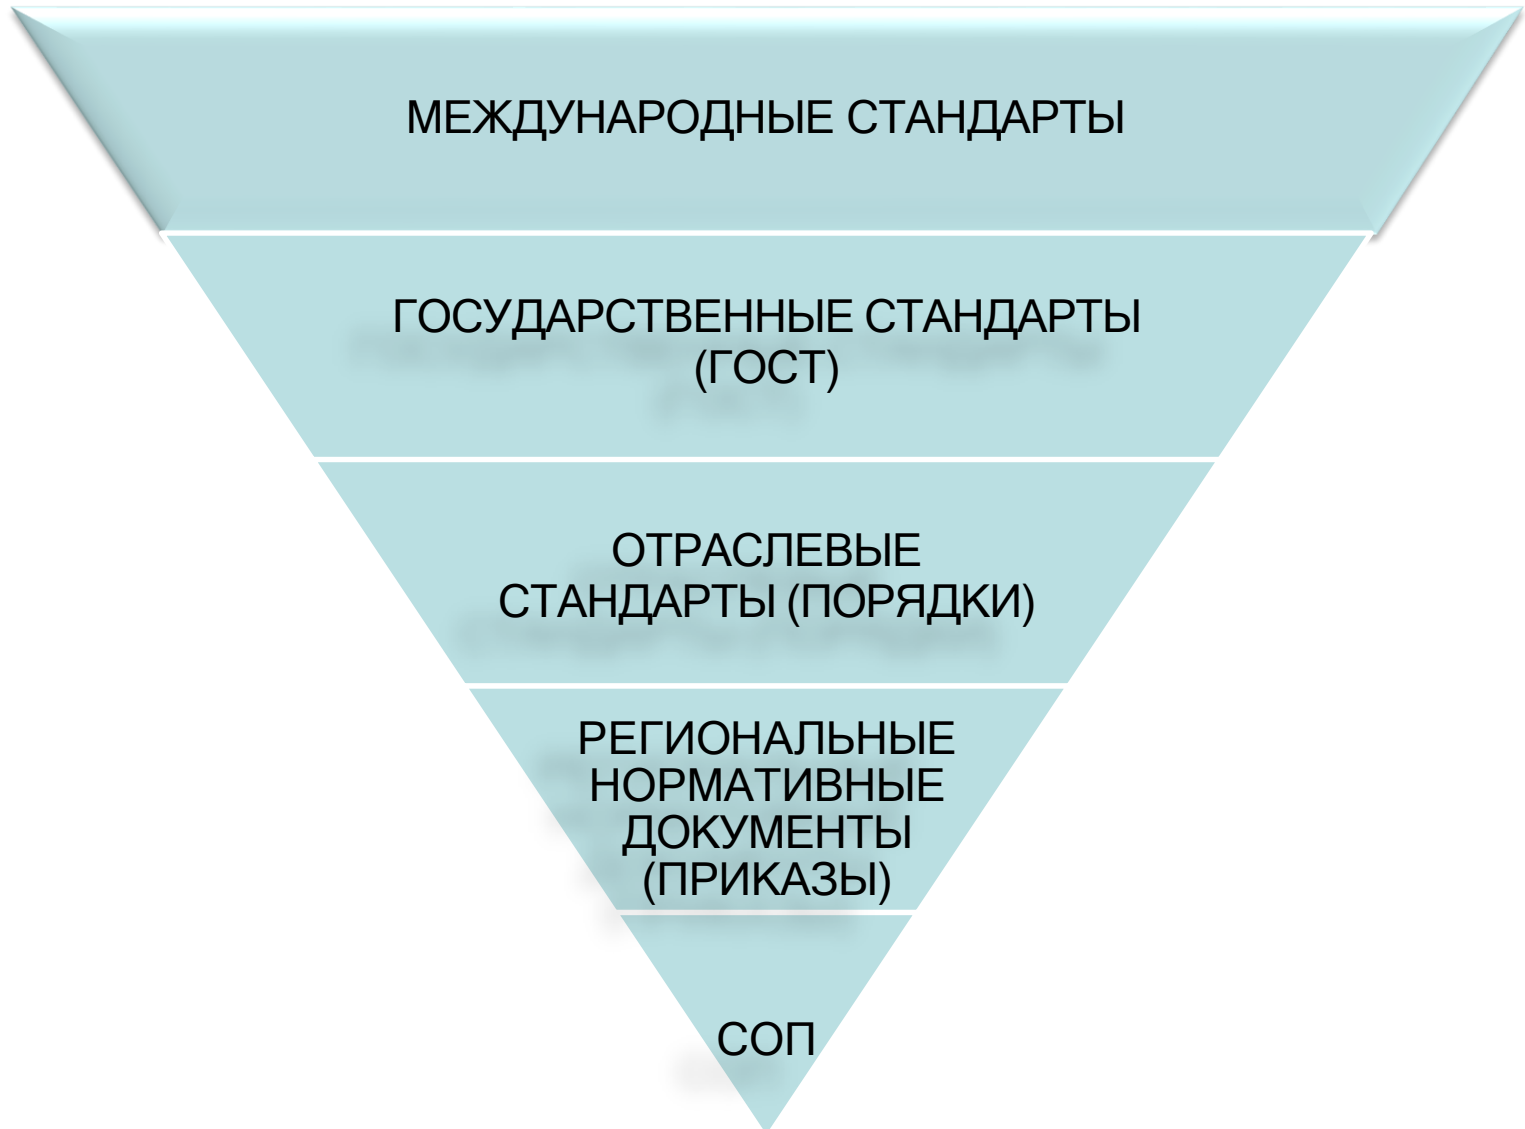 МЕЖДУНАРОДНЫЕ СТАНДАРТЫ
ГОСУДАРСТВЕННЫЕ СТАНДАРТЫ
(ГОСТ)
ОТРАСЛЕВЫЕ
СТАНДАРТЫ (ПОРЯДКИ)
РЕГИОНАЛЬНЫЕ
НОРМАТИВНЫЕ
ДОКУМЕНТЫ
(ПРИКАЗЫ)
СОП